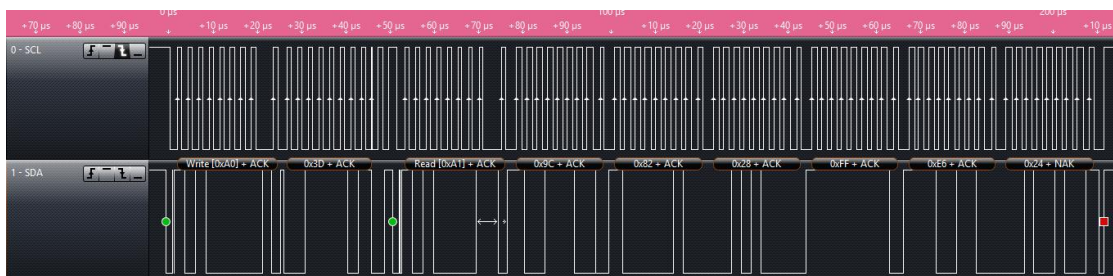 0 µs 100 µs 200 µs
+70 µs +80 µs +90 µs +10 µs +20 µs +30 µs +40 µs +50 µs +60 µs +70 µs +80 µs +90 µs +10 µs +20 µs +30 µs +40 µs +50 µs +60 µs +70 µs +80 µs +90 µs +10 µs
0 - SCL
Write [0xA0] + ACK 0x3D + ACK Read [0xA1] + ACK 0x9C + ACK 0x82 + ACK 0x28 + ACK 0xFF + ACK 0xE6 + ACK 0x24 + NAK
1 - SDA